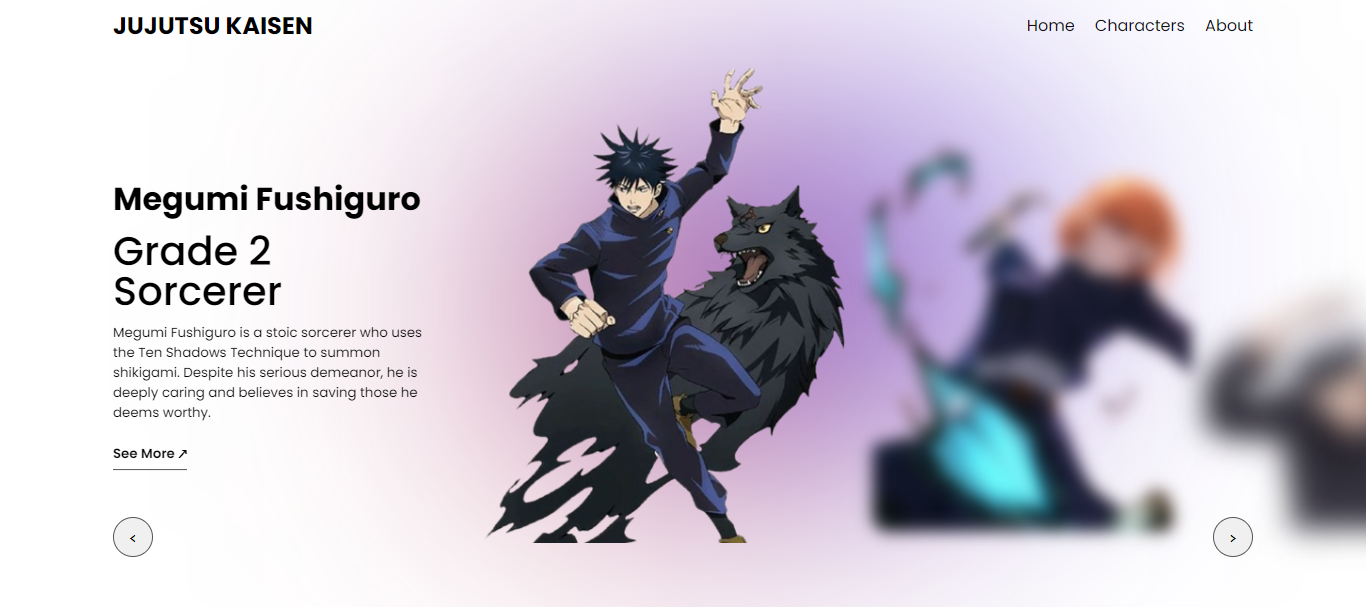 JUJUTSU KAISEN
Home Characters About
Megumi Fushiguro
Grade 2
Sorcerer
Megumi Fushiguro is a stoic sorcerer who uses
the Ten Shadows Technique to summon
shikigami. Despite his serious demeanor, he is
deeply caring and believes in saving those he
deems worthy.
See More ↗
< >